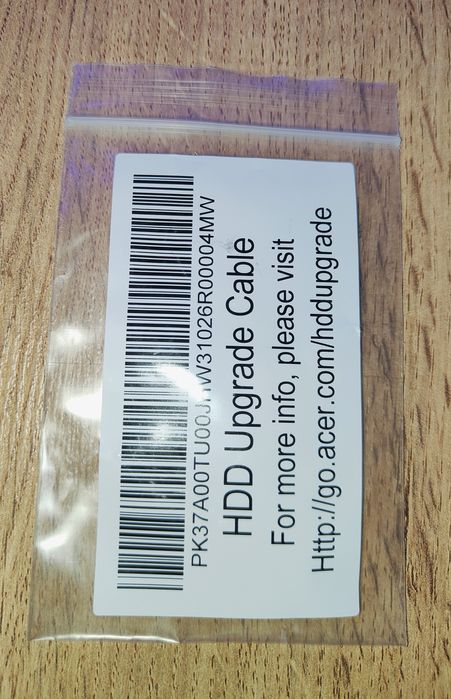 HDD Upgrade Cable
For more info, please visit
Http://go.acer.com/hddupgrade